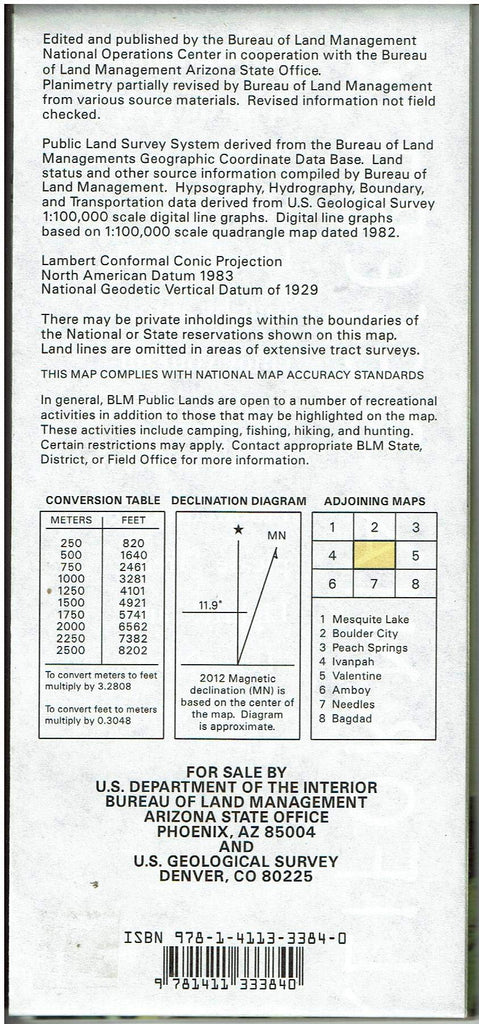 Edited and published by the Bureau of Land Management
National Operations Center in cooperation with the Bureau
of Land Management Arizona State Office.
Planimetry partially revised by Bureau of Land Management
from various source materials. Revised information not field
checked.
Public Land Survey System derived from the Bureau of Land
Managements Geographic Coordinate Data Base. Land
status and other source information compiled by Bureau of
Land Management. Hypsography, Hydrography, Boundary,
and Transportation data derived from U.S. Geological Survey
1:100,000 scale digital line graphs. Digital line graphs
based on 1:100,000 scale quadrangle map dated 1982.
Lambert Conformal Conic Projection
North American Datum 1983
National Geodetic Vertical Datum of 1929
There may be private inholdings within the boundaries of
the National or State reservations shown on this map.
Land lines are omitted in areas of extensive tract surveys.
THIS MAP COMPLIES WITH NATIONAL MAP ACCURACY STANDARDS
In general, BLM Public Lands are open to a number of recreational
activities in addition to those that may be highlighted on the map.
These activities include camping, fishing, hiking, and hunting.
Certain restrictions may apply. Contact appropriate BLM State,
District, or Field Office for more information.
CONVERSION TABLE
METERS FEET
250 820
500 1640
750 2461
1000 3281
1250 4101
1500 4921
1750 5741
2000 6562
2250 7382
2500 8202
To convert meters to feet
multiply by 3.2808
To convert feet to meters
multiply by 0.3048
DECLINATION DIAGRAM
★
MN
11.9°
2012 Magnetic
declination (MN) is
based on the center of
the map. Diagram
is approximate.
ADJOINING MAPS
1 2 3
4 5
6 7 8
1 Mesquite Lake
2 Boulder City
3 Peach Springs
4 Ivanpah
5 Valentine
6 Amboy
7 Needles
8 Bagdad
FOR SALE BY
U.S. DEPARTMENT OF THE INTERIOR
BUREAU OF LAND MANAGEMENT
ARIZONA STATE OFFICE
PHOENIX, AZ 85004
AND
U.S. GEOLOGICAL SURVEY
DENVER, CO 80225
ISBN 978-1-4113-3384-0
9 781411 333840